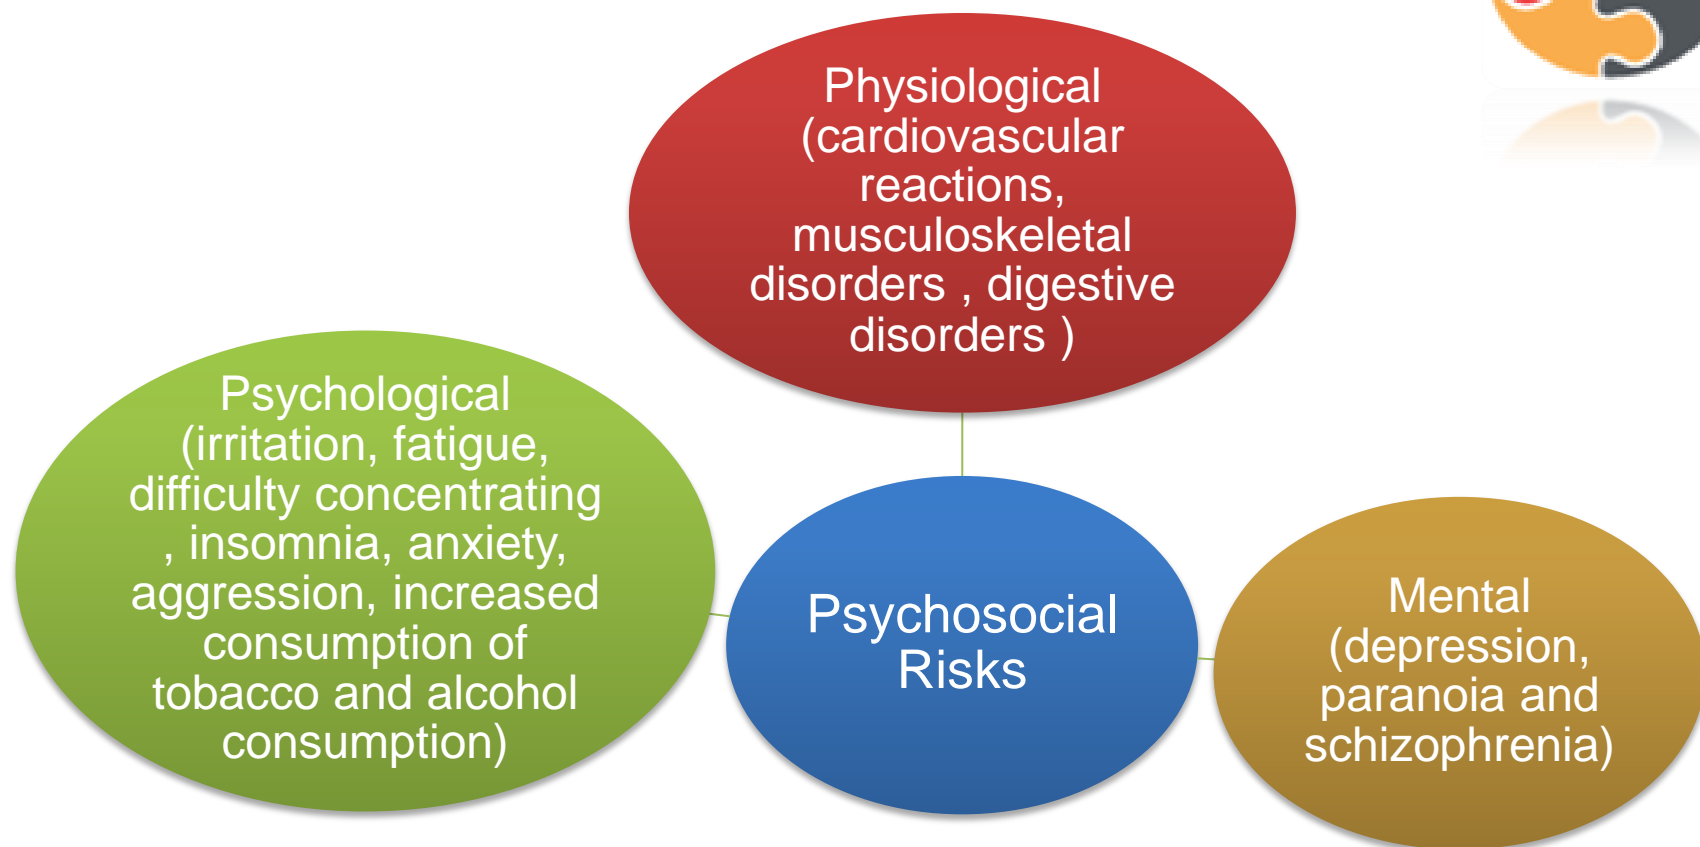 Physiological
(cardiovascular
reactions,
musculoskeletal
disorders , digestive
disorders )
Psychological
(irritation, fatigue,
difficulty concentrating
, insomnia, anxiety,
aggression, increased
consumption of
tobacco and alcohol
consumption)
Psychosocial
Risks
Mental
(depression,
paranoia and
schizophrenia)